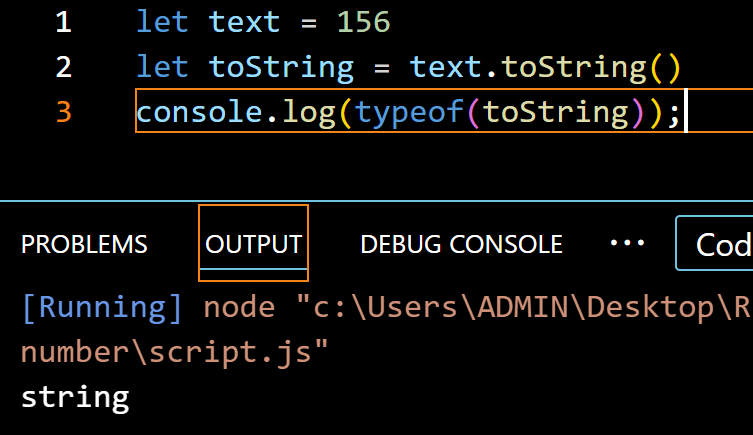 1 let text = 156
2 let toString = text.toString()
3 console.log(typeof(toString));
PROBLEMS OUTPUT DEBUG CONSOLE ··· Cod
[Running] node "c:\Users\ADMIN\Desktop\R
number\script.js"
string